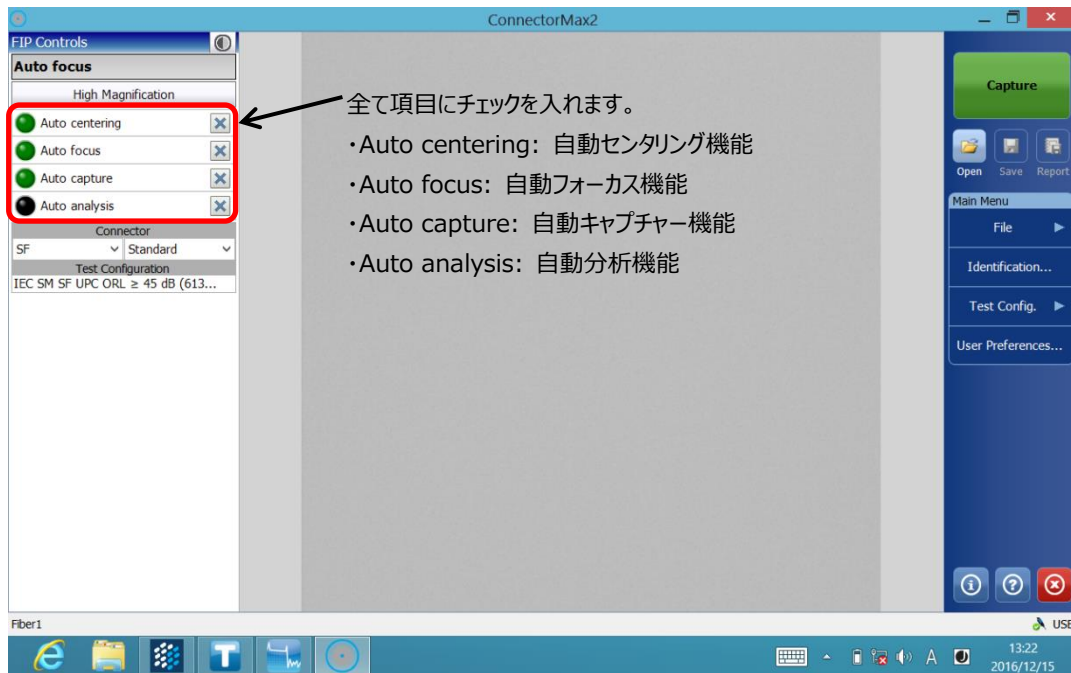 ConnectorMax2
FIP Controls
Auto focus
High Magnification
Auto centering
Auto focus
Auto capture
Auto analysis
Connector
SF
Standard
Test Configuration
IEC SM SF UPC ORL ≥ 45 dB (613...
全て項目にチェックを入れます。
・Auto centering: 自動センタリング機能
・Auto focus: 自動フォーカス機能
・Auto capture: 自動キャプチャー機能
・Auto analysis: 自動分析機能
Capture
Open Save Report
Main Menu
File
Identification...
Test Config.
User Preferences...
Fiber1
USB
A
13:22
2016/12/15